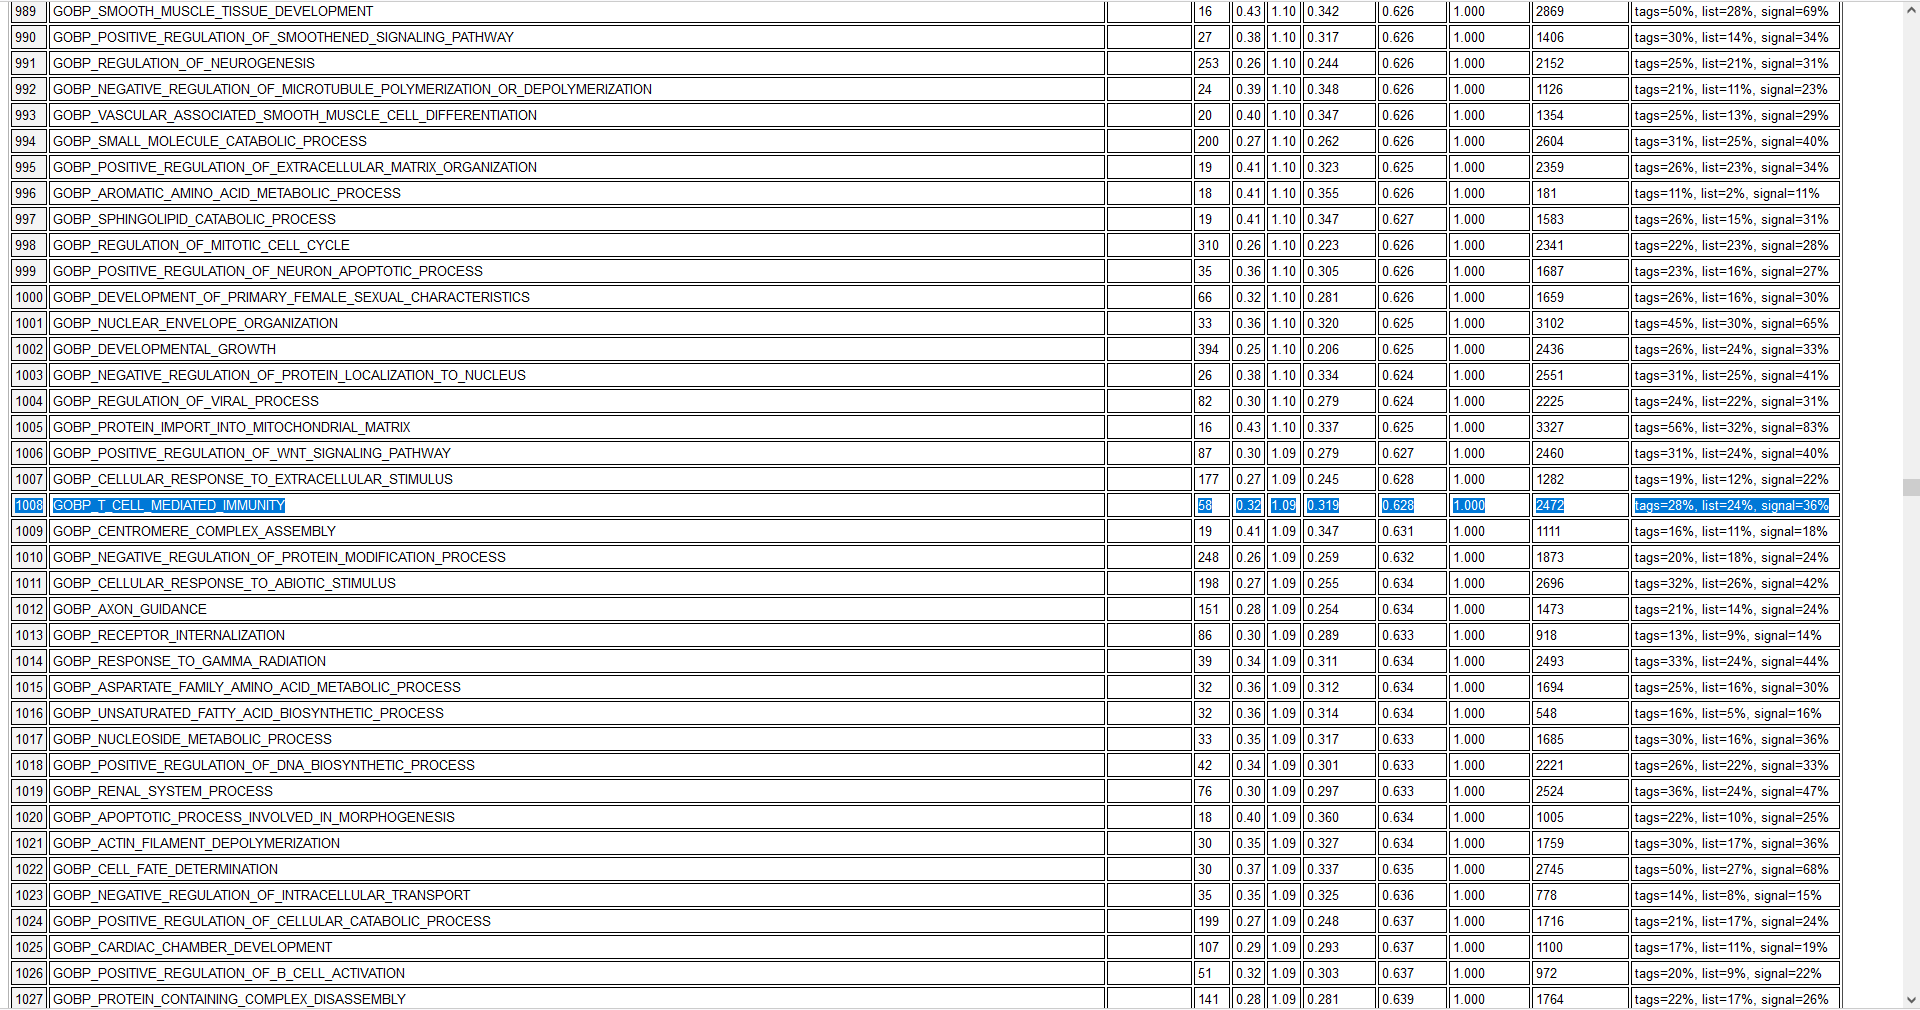 989 GOBP_SMOOTH_MUSCLE_TISSUE_DEVELOPMENT 16 0.43 1.10 0.342 0.626 1.000 2869 tags=50%, list=28%, signal=69%
990 GOBP_POSITIVE_REGULATION_OF_SMOOTHENED_SIGNALING_PATHWAY 27 0.38 1.10 0.317 0.626 1.000 1406 tags=30%, list=14%, signal=34%
991 GOBP_REGULATION_OF_NEUROGENESIS 253 0.26 1.10 0.244 0.626 1.000 2152 tags=25%, list=21%, signal=31%
992 GOBP_NEGATIVE_REGULATION_OF_MICROTUBULE_POLYMERIZATION_OR_DEPOLYMERIZATION 24 0.39 1.10 0.348 0.626 1.000 1126 tags=21%, list=11%, signal=23%
993 GOBP_VASCULAR_ASSOCIATED_SMOOTH_MUSCLE_CELL_DIFFERENTIATION 20 0.40 1.10 0.347 0.626 1.000 1354 tags=25%, list=13%, signal=29%
994 GOBP_SMALL_MOLECULE_CATABOLIC_PROCESS 200 0.27 1.10 0.262 0.626 1.000 2604 tags=31%, list=25%, signal=40%
995 GOBP_POSITIVE_REGULATION_OF_EXTRACELLULAR_MATRIX_ORGANIZATION 19 0.41 1.10 0.323 0.625 1.000 2359 tags=26%, list=23%, signal=34%
996 GOBP_AROMATIC_AMINO_ACID_METABOLIC_PROCESS 18 0.41 1.10 0.355 0.626 1.000 181 tags=11%, list=2%, signal=11%
997 GOBP_SPHINGOLIPID_CATABOLIC_PROCESS 19 0.41 1.10 0.347 0.627 1.000 1583 tags=26%, list=15%, signal=31%
998 GOBP_REGULATION_OF_MITOTIC_CELL_CYCLE 310 0.26 1.10 0.223 0.626 1.000 2341 tags=22%, list=23%, signal=28%
999 GOBP_POSITIVE_REGULATION_OF_NEURON_APOPTOTIC_PROCESS 35 0.36 1.10 0.305 0.626 1.000 1687 tags=23%, list=16%, signal=27%
1000 GOBP_DEVELOPMENT_OF_PRIMARY_FEMALE_SEXUAL_CHARACTERISTICS 66 0.32 1.10 0.281 0.626 1.000 1659 tags=26%, list=16%, signal=30%
1001 GOBP_NUCLEAR_ENVELOPE_ORGANIZATION 33 0.36 1.10 0.320 0.625 1.000 3102 tags=45%, list=30%, signal=65%
1002 GOBP_DEVELOPMENTAL_GROWTH 394 0.25 1.10 0.206 0.625 1.000 2436 tags=26%, list=24%, signal=33%
1003 GOBP_NEGATIVE_REGULATION_OF_PROTEIN_LOCALIZATION_TO_NUCLEUS 26 0.38 1.10 0.334 0.624 1.000 2551 tags=31%, list=25%, signal=41%
1004 GOBP_REGULATION_OF_VIRAL_PROCESS 82 0.30 1.10 0.279 0.624 1.000 2225 tags=24%, list=22%, signal=31%
1005 GOBP_PROTEIN_IMPORT_INTO_MITOCHONDRIAL_MATRIX 16 0.43 1.10 0.337 0.625 1.000 3327 tags=56%, list=32%, signal=83%
1006 GOBP_POSITIVE_REGULATION_OF_WNT_SIGNALING_PATHWAY 87 0.30 1.09 0.279 0.627 1.000 2460 tags=31%, list=24%, signal=40%
1007 GOBP_CELLULAR_RESPONSE_TO_EXTRACELLULAR_STIMULUS 177 0.27 1.09 0.245 0.628 1.000 1282 tags=19%, list=12%, signal=22%
1008 GOBP_T_CELL_MEDIATED_IMMUNITY 58 0.32 1.09 0.319 0.628 1.000 2472 tags=28%, list=24%, signal=36%
1009 GOBP_CENTROMERE_COMPLEX_ASSEMBLY 19 0.41 1.09 0.347 0.631 1.000 1111 tags=16%, list=11%, signal=18%
1010 GOBP_NEGATIVE_REGULATION_OF_PROTEIN_MODIFICATION_PROCESS 248 0.26 1.09 0.259 0.632 1.000 1873 tags=20%, list=18%, signal=24%
1011 GOBP_CELLULAR_RESPONSE_TO_ABIOTIC_STIMULUS 198 0.27 1.09 0.255 0.634 1.000 2696 tags=32%, list=26%, signal=42%
1012 GOBP_AXON_GUIDANCE 151 0.28 1.09 0.254 0.634 1.000 1473 tags=21%, list=14%, signal=24%
1013 GOBP_RECEPTOR_INTERNALIZATION 86 0.30 1.09 0.289 0.633 1.000 918 tags=13%, list=9%, signal=14%
1014 GOBP_RESPONSE_TO_GAMMA_RADIATION 39 0.34 1.09 0.311 0.634 1.000 2493 tags=33%, list=24%, signal=44%
1015 GOBP_ASPARTATE_FAMILY_AMINO_ACID_METABOLIC_PROCESS 32 0.36 1.09 0.312 0.634 1.000 1694 tags=25%, list=16%, signal=30%
1016 GOBP_UNSATURATED_FATTY_ACID_BIOSYNTHETIC_PROCESS 32 0.36 1.09 0.314 0.634 1.000 548 tags=16%, list=5%, signal=16%
1017 GOBP_NUCLEOSIDE_METABOLIC_PROCESS 33 0.35 1.09 0.317 0.633 1.000 1685 tags=30%, list=16%, signal=36%
1018 GOBP_POSITIVE_REGULATION_OF_DNA_BIOSYNTHETIC_PROCESS 42 0.34 1.09 0.301 0.633 1.000 2221 tags=26%, list=22%, signal=33%
1019 GOBP_RENAL_SYSTEM_PROCESS 76 0.30 1.09 0.297 0.633 1.000 2524 tags=36%, list=24%, signal=47%
1020 GOBP_APOPTOTIC_PROCESS_INVOLVED_IN_MORPHOGENESIS 18 0.40 1.09 0.360 0.634 1.000 1005 tags=22%, list=10%, signal=25%
1021 GOBP_ACTIN_FILAMENT_DEPOLYMERIZATION 30 0.35 1.09 0.327 0.634 1.000 1759 tags=30%, list=17%, signal=36%
1022 GOBP_CELL_FATE_DETERMINATION 30 0.37 1.09 0.337 0.635 1.000 2745 tags=50%, list=27%, signal=68%
1023 GOBP_NEGATIVE_REGULATION_OF_INTRACELLULAR_TRANSPORT 35 0.35 1.09 0.325 0.636 1.000 778 tags=14%, list=8%, signal=15%
1024 GOBP_POSITIVE_REGULATION_OF_CELLULAR_CATABOLIC_PROCESS 199 0.27 1.09 0.248 0.637 1.000 1716 tags=21%, list=17%, signal=24%
1025 GOBP_CARDIAC_CHAMBER_DEVELOPMENT 107 0.29 1.09 0.293 0.637 1.000 1100 tags=17%, list=11%, signal=19%
1026 GOBP_POSITIVE_REGULATION_OF_B_CELL_ACTIVATION 51 0.32 1.09 0.303 0.637 1.000 972 tags=20%, list=9%, signal=22%
1027 GOBP_PROTEIN_CONTAINING_COMPLEX_DISASSEMBLY 141 0.28 1.09 0.281 0.639 1.000 1764 tags=22%, list=17%, signal=26%